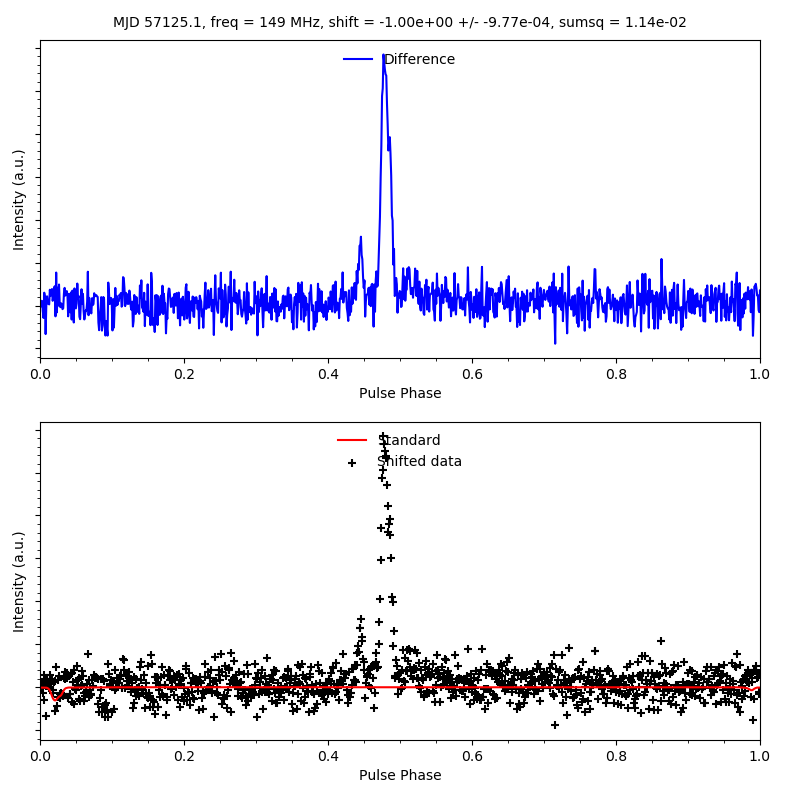 MJD 57125.1, freq = 149 MHz, shift = -1.00e+00 +/- -9.77e-04, sumsq = 1.14e-02
Difference
Intensity (a.u.)
0.0 0.2 0.4 0.6 0.8 1.0
Pulse Phase
Standard
Shifted data
Intensity (a.u.)
0.0 0.2 0.4 0.6 0.8 1.0
Pulse Phase